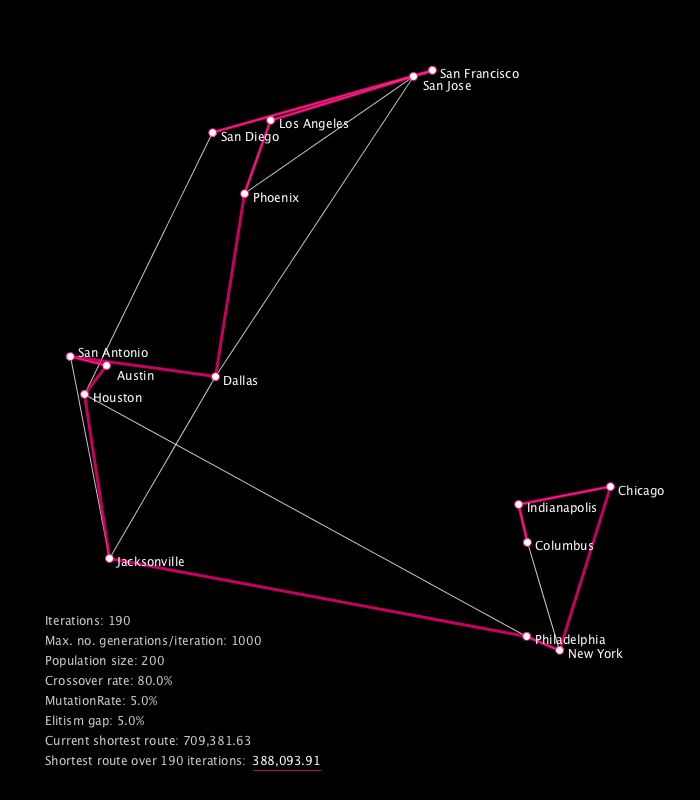 San Francisco
San Jose
Los Angeles
San Diego
Phoenix
San Antonio
Austin
Dallas
Houston
Chicago
Indianapolis
Columbus
Jacksonville
Philadelphia
New York
Iterations: 190
Max. no. generations/iteration: 1000
Population size: 200
Crossover rate: 80.0%
MutationRate: 5.0%
Elitism gap: 5.0%
Current shortest route: 709,381.63
Shortest route over 190 iterations: 388,093.91